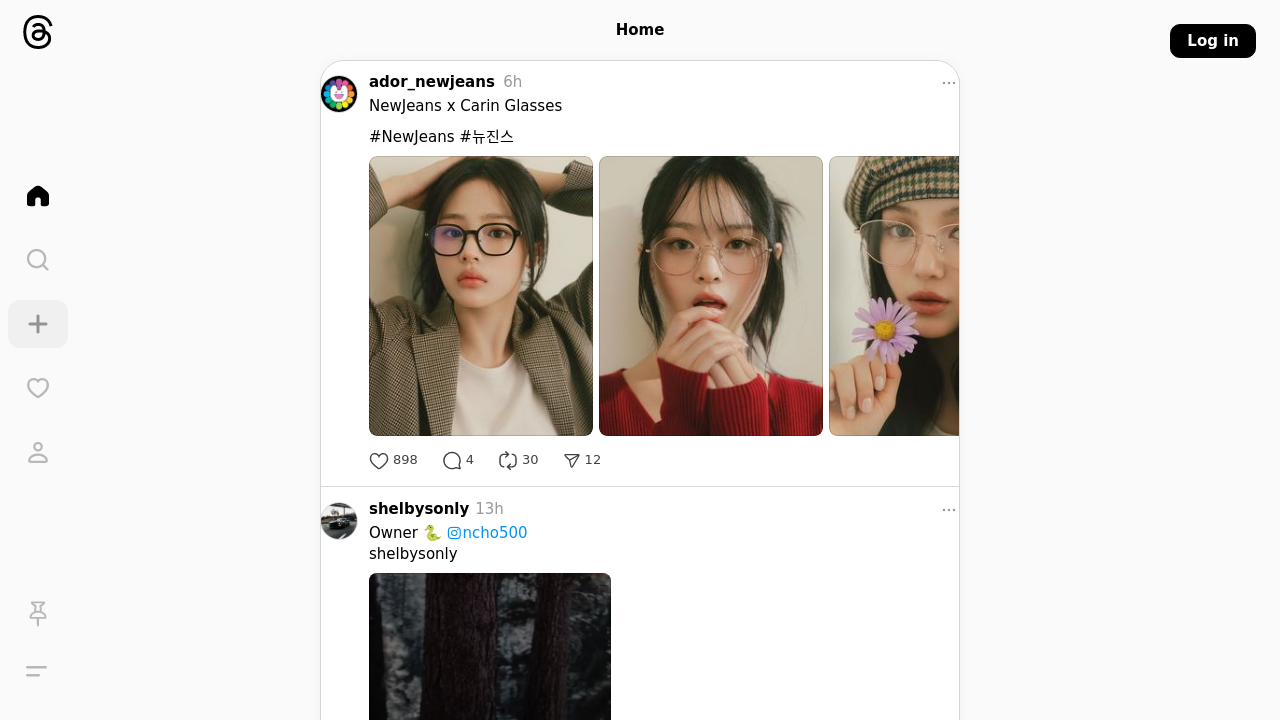 Home
Log in
ador_newjeans 6h
NewJeans x Carin Glasses
#NewJeans #뉴진스
898 4 30 12
shelbysonly 13h
Owner 🐍 ncho500
shelbysonly